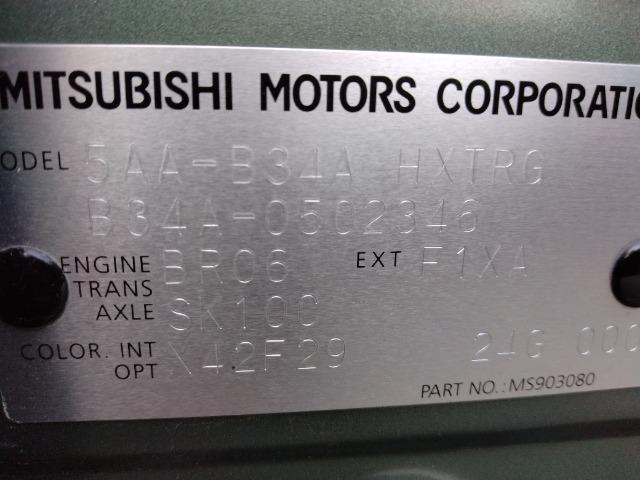 MITSUBISHI MOTORS CORPORATIO
ODEL 5AA-B34A HXTRG
B34A-0502346
ENGINE BR06 EXT F1XA
TRANS
AXLE SK10C
COLOR. INT X42F29 24G 000
OPT
PART NO.: MS903080